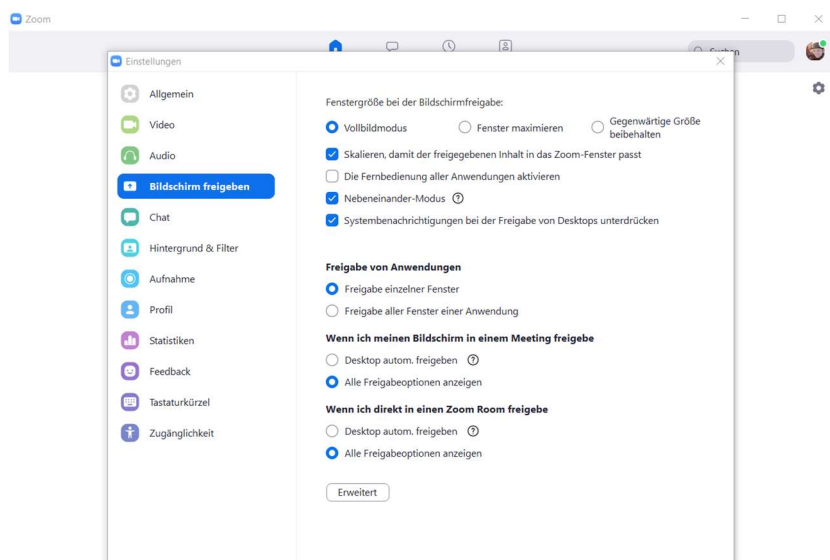 Zoom
Suchen
Einstellungen
Allgemein
Video
Audio
Bildschirm freigeben
Chat
Hintergrund & Filter
Aufnahme
Profil
Statistiken
Feedback
Tastaturkürzel
Zugänglichkeit
Fenstergröße bei der Bildschirmfreigabe:
Vollbildmodus
Fenster maximieren
Gegenwärtige Größe
beibehalten
Skalieren, damit der freigegebenen Inhalt in das Zoom-Fenster passt
Die Fernbedienung aller Anwendungen aktivieren
Nebeneinander-Modus
Systembenachrichtigungen bei der Freigabe von Desktops unterdrücken
Freigabe von Anwendungen
Freigabe einzelner Fenster
Freigabe aller Fenster einer Anwendung
Wenn ich meinen Bildschirm in einem Meeting freigebe
Desktop autom. freigeben
Alle Freigabeoptionen anzeigen
Wenn ich direkt in einen Zoom Room freigebe
Desktop autom. freigeben
Alle Freigabeoptionen anzeigen
Erweitert